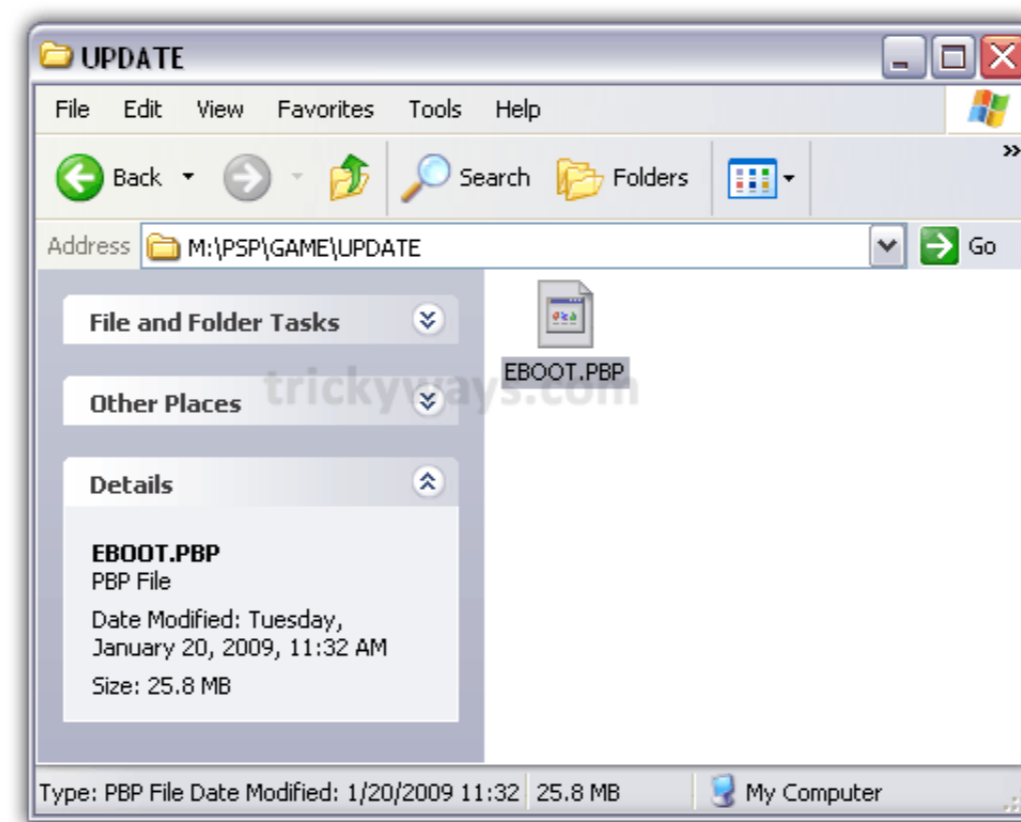 UPDATE
File Edit View Favorites Tools Help
Back Search Folders »
Address M:\PSP\GAME\UPDATE Go
File and Folder Tasks
EBOOT.PBP
trickyways.com
Other Places
Details
EBOOT.PBP
PBP File
Date Modified: Tuesday,
January 20, 2009, 11:32 AM
Size: 25.8 MB
Type: PBP File Date Modified: 1/20/2009 11:32 25.8 MB My Computer